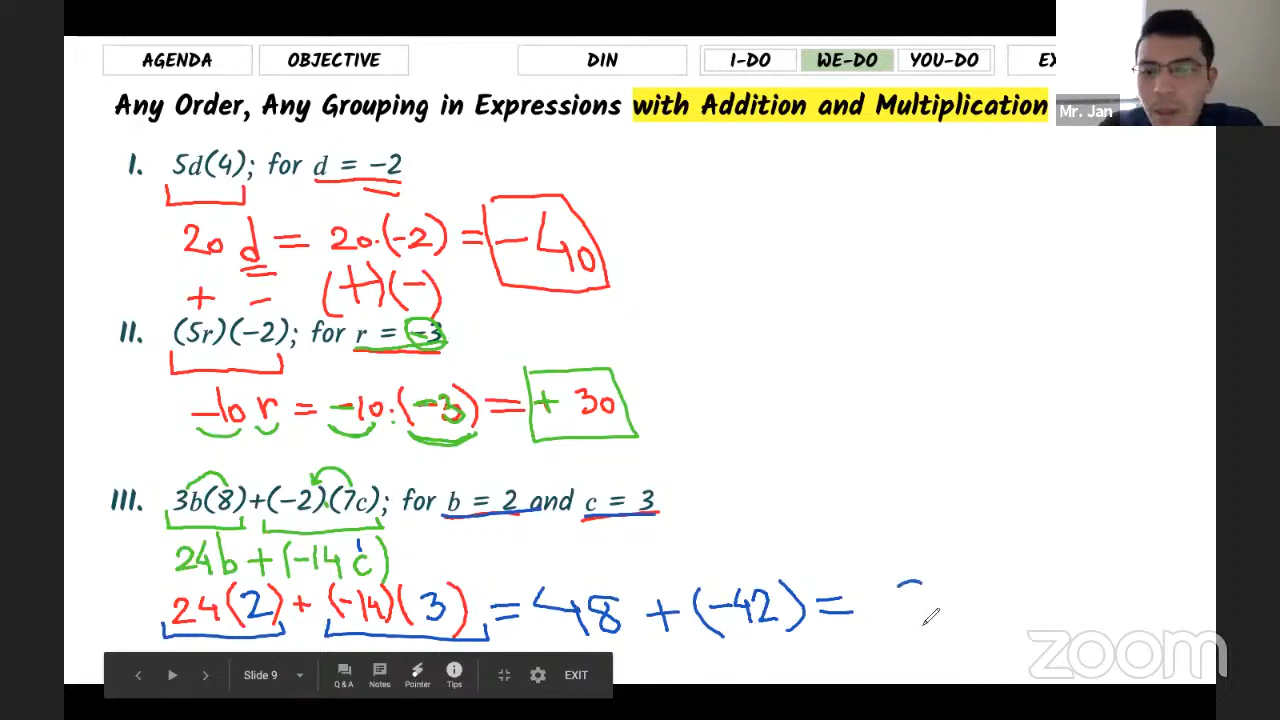 AGENDA OBJECTIVE DIN I-DO WE-DO YOU-DO EX
Any Order, Any Grouping in Expressions with Addition and Multiplication
Mr. Jan
I. 5d(4); for d = -2
20 d = 20·(-2) = -40
+ - (+)(-)
II. (5r)(-2); for r = -3
-10 r = -10·(-3) = + 30
III. 3b(8)+(-2)(7c); for b = 2 and c = 3
24b + (-14 c)
24(2) + (-14)(3) = 48 + (-42) =
zoom
Slide 9 Q & A Notes Pointer Tips EXIT